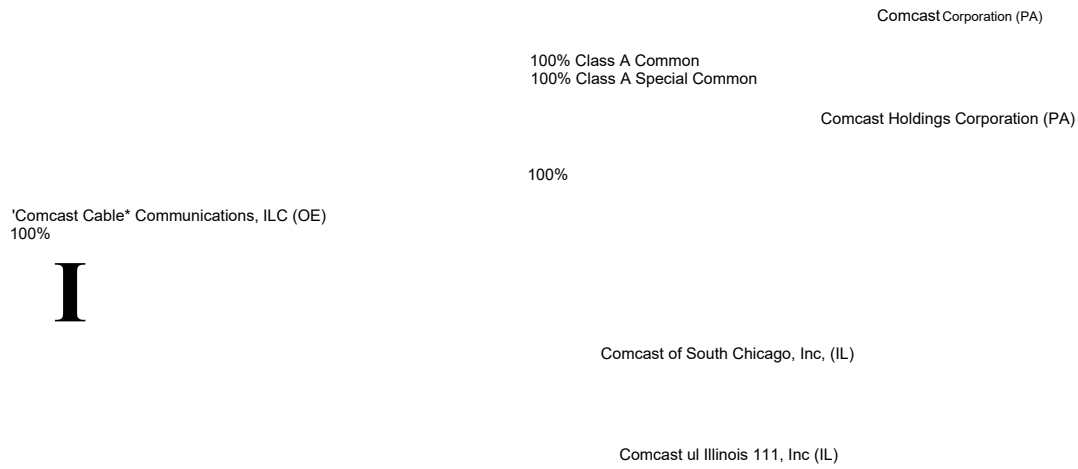 Comcast Corporation (PA)
100% Class A Common
100% Class A Special Common
Comcast Holdings Corporation (PA)
100%
'Comcast Cable* Communications, ILC (OE)
100%
I
Comcast of South Chicago, Inc, (IL)
Comcast ul Illinois 111, Inc (IL)